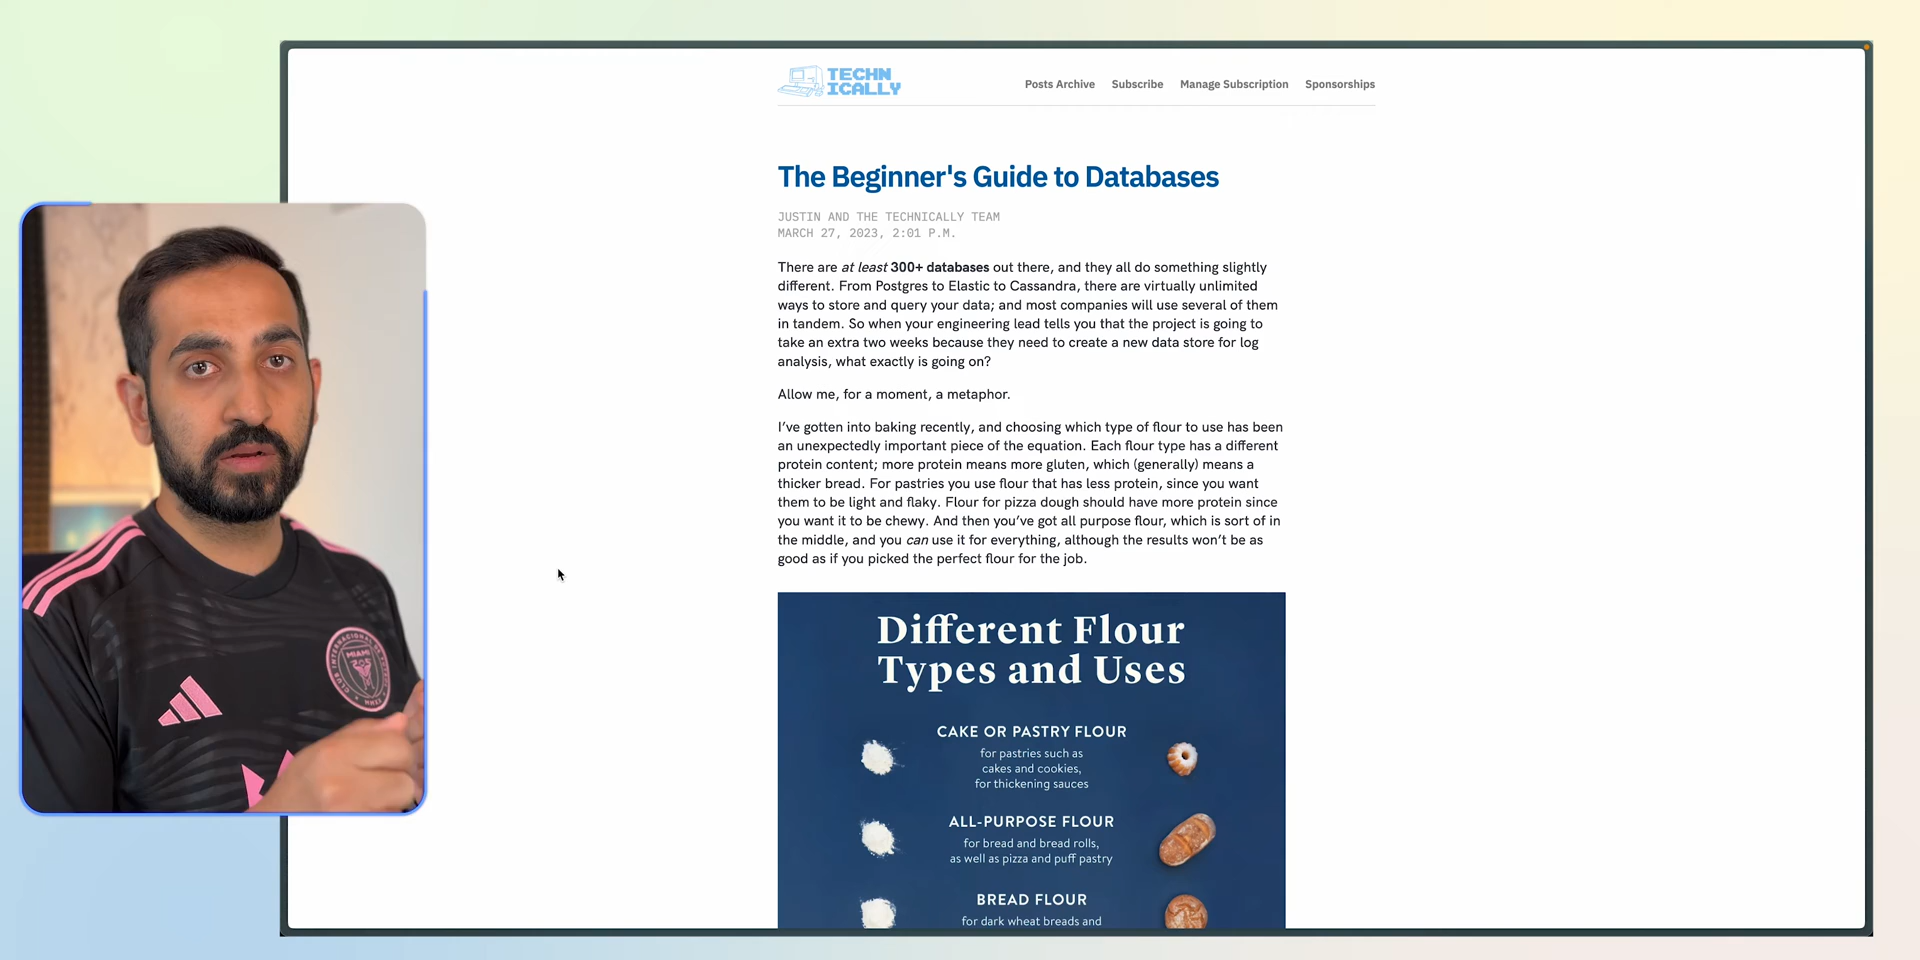 TECHN
ICALLY
Posts Archive Subscribe Manage Subscription Sponsorships
The Beginner's Guide to Databases
JUSTIN AND THE TECHNICALLY TEAM
MARCH 27, 2023, 2:01 P.M.
There are at least 300+ databases out there, and they all do something slightly
different. From Postgres to Elastic to Cassandra, there are virtually unlimited
ways to store and query your data; and most companies will use several of them
in tandem. So when your engineering lead tells you that the project is going to
take an extra two weeks because they need to create a new data store for log
analysis, what exactly is going on?
Allow me, for a moment, a metaphor.
I’ve gotten into baking recently, and choosing which type of flour to use has been
an unexpectedly important piece of the equation. Each flour type has a different
protein content; more protein means more gluten, which (generally) means a
thicker bread. For pastries you use flour that has less protein, since you want
them to be light and flaky. Flour for pizza dough should have more protein since
you want it to be chewy. And then you’ve got all purpose flour, which is sort of in
the middle, and you can use it for everything, although the results won’t be as
good as if you picked the perfect flour for the job.
Different Flour
Types and Uses
CAKE OR PASTRY FLOUR
for pastries such as
cakes and cookies,
for thickening sauces
ALL-PURPOSE FLOUR
for bread and bread rolls,
as well as pizza and puff pastry
BREAD FLOUR
for dark wheat breads and
MIAMI